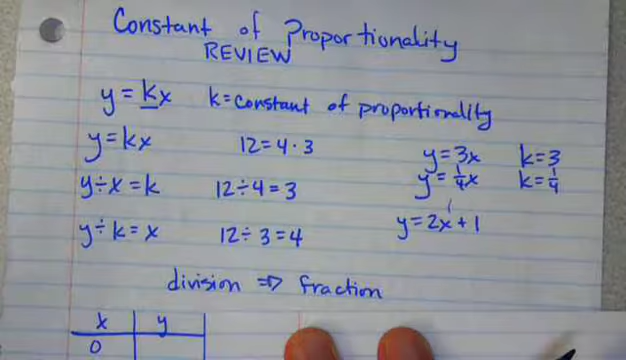 Constant of Proportionality
REVIEW
y = kx k = constant of proportionality
y = kx 12 = 4 · 3
y = 3x k = 3
y ÷ x = k 12 ÷ 4 = 3
y = 1/4 x k = 1/4
y ÷ k = x 12 ÷ 3 = 4
y = 2x + 1
division ⇒ fraction
x y
0